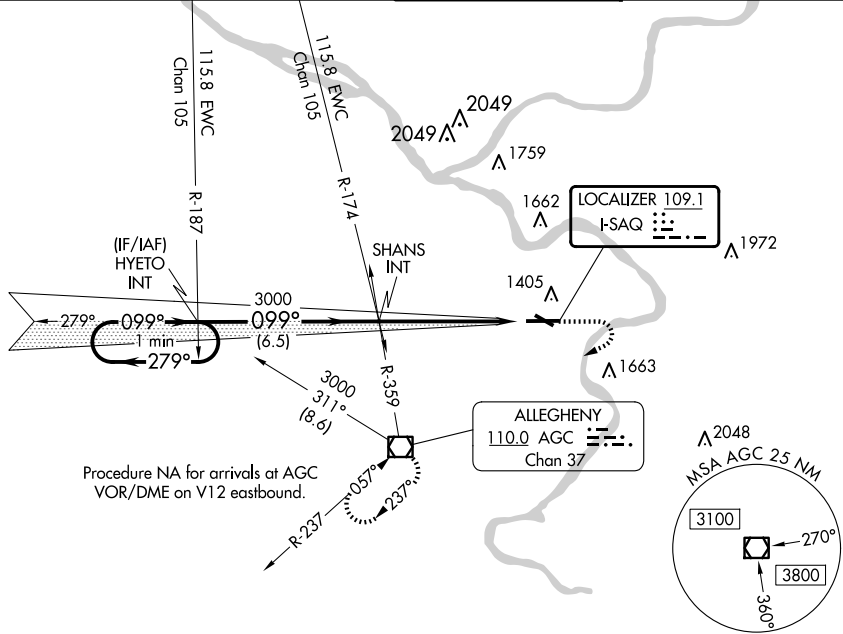 115.8 EWC
Chan 105
R-187
115.8 EWC
Chan 105
R-174
2049
2049
1759
1662
LOCALIZER 109.1
I-SAQ
1972
(IF/IAF)
HYETO
INT
SHANS
INT
1405
3000
279°
099°
099°
1 min
(6.5)
279°
1663
R-359
3000
311°
(8.6)
ALLEGHENY
110.0 AGC
Chan 37
2048
Procedure NA for arrivals at AGC
VOR/DME on V12 eastbound.
057°
237°
R-237
MSA AGC 25 NM
3100
270°
3800
360°